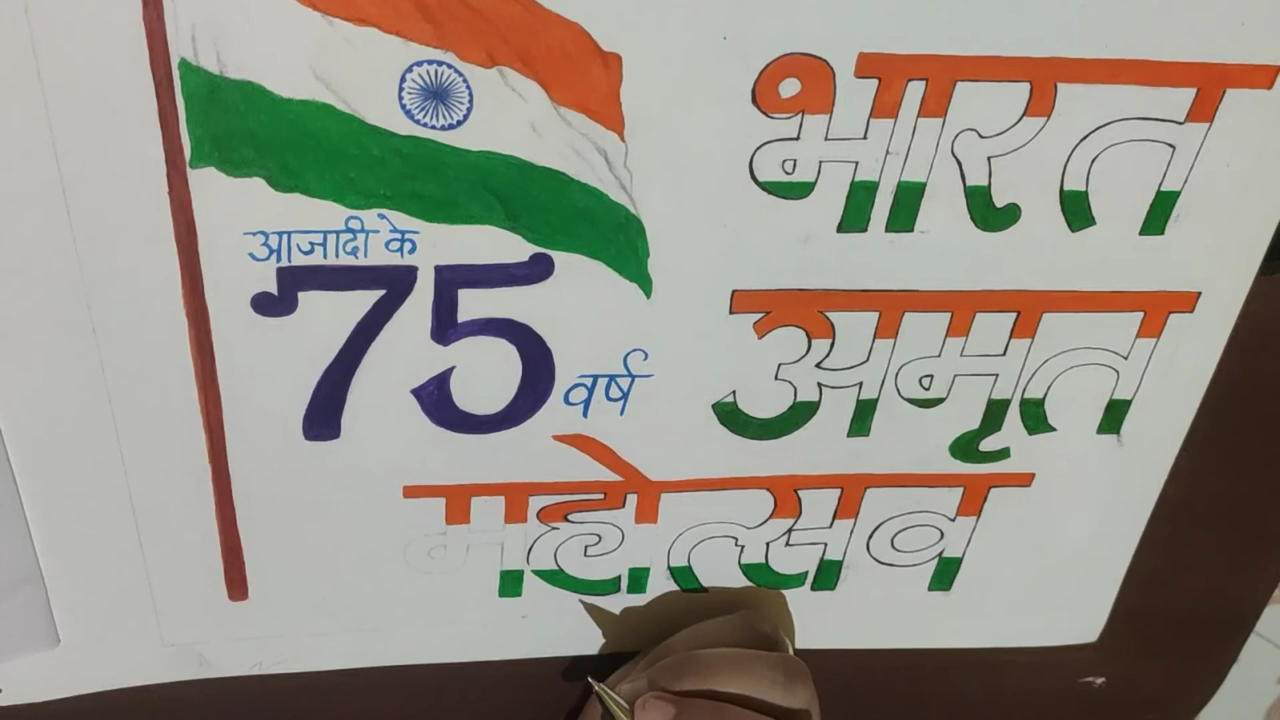 आजादी के
75 वर्ष
भारत
अमृत
महोत्सव